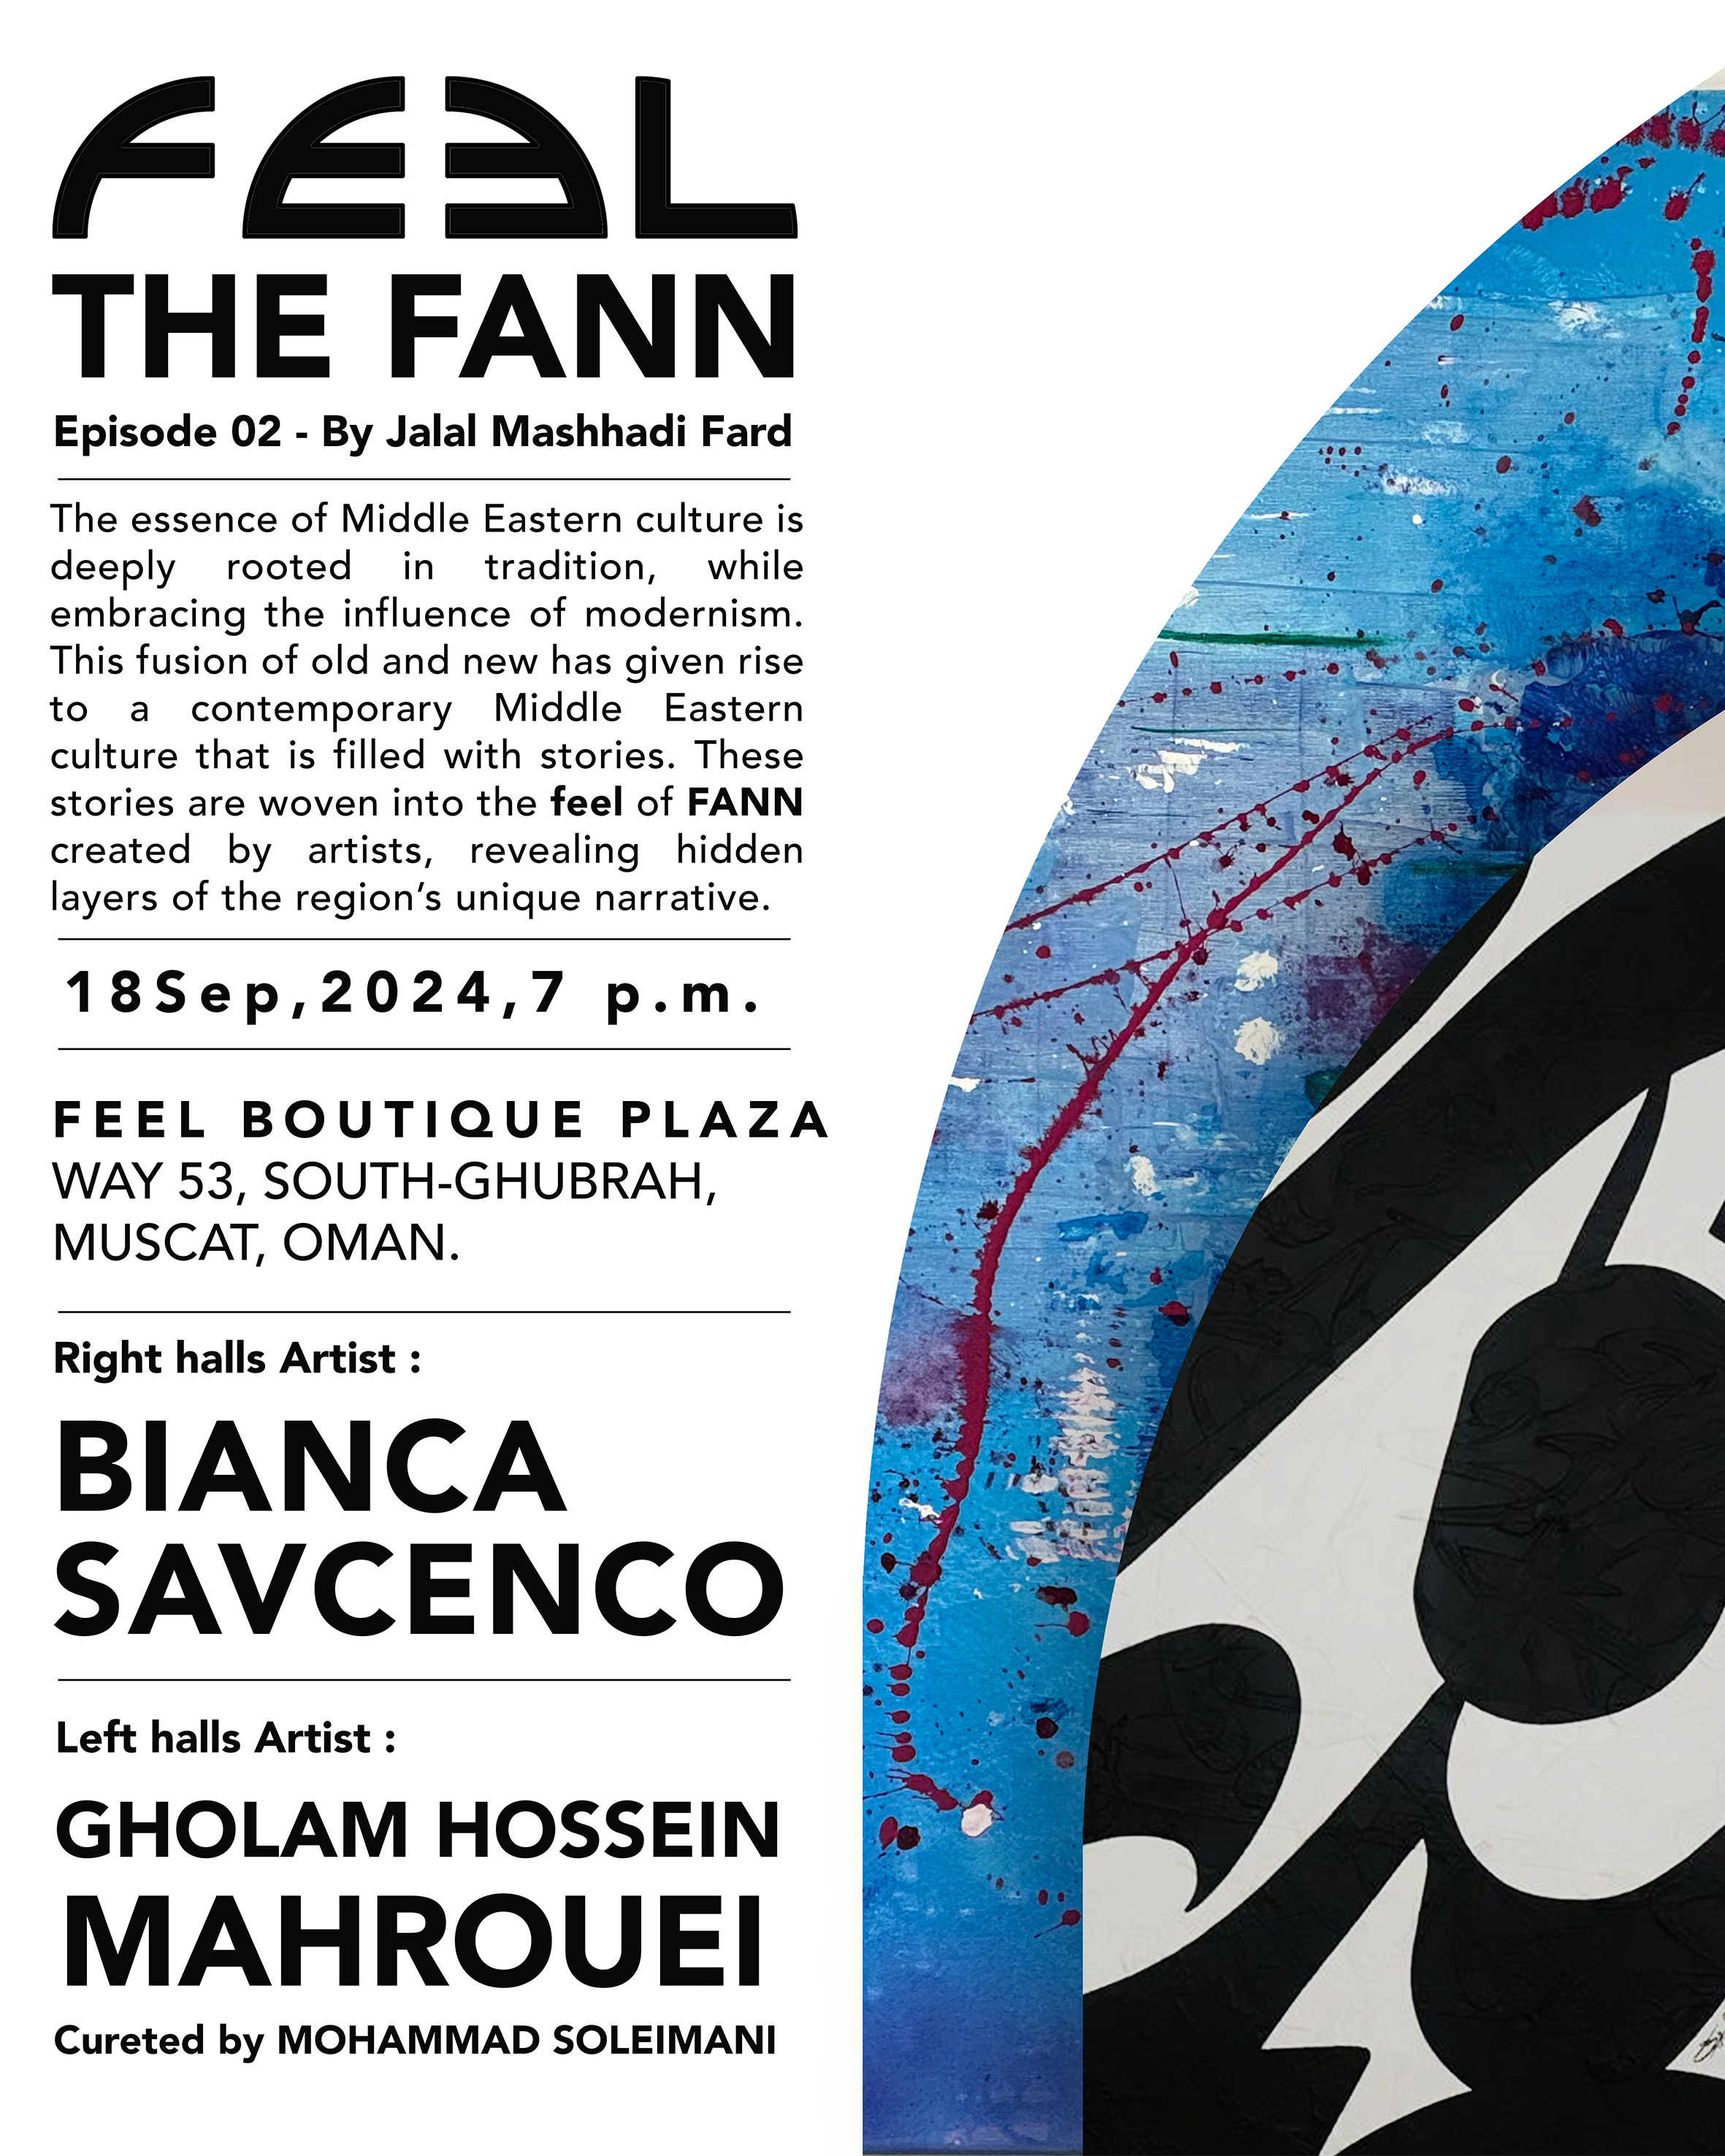 FEEL
THE FANN
Episode 02 - By Jalal Mashhadi Fard
The essence of Middle Eastern culture is
deeply rooted in tradition, while
embracing the influence of modernism.
This fusion of old and new has given rise
to a contemporary Middle Eastern
culture that is filled with stories. These
stories are woven into the feel of FANN
created by artists, revealing hidden
layers of the region’s unique narrative.
18Sep,2024,7 p.m.
FEEL BOUTIQUE PLAZA
WAY 53, SOUTH-GHUBRAH,
MUSCAT, OMAN.
Right halls Artist :
BIANCA
SAVCENCO
Left halls Artist :
GHOLAM HOSSEIN
MAHROUEI
Cureted by MOHAMMAD SOLEIMANI